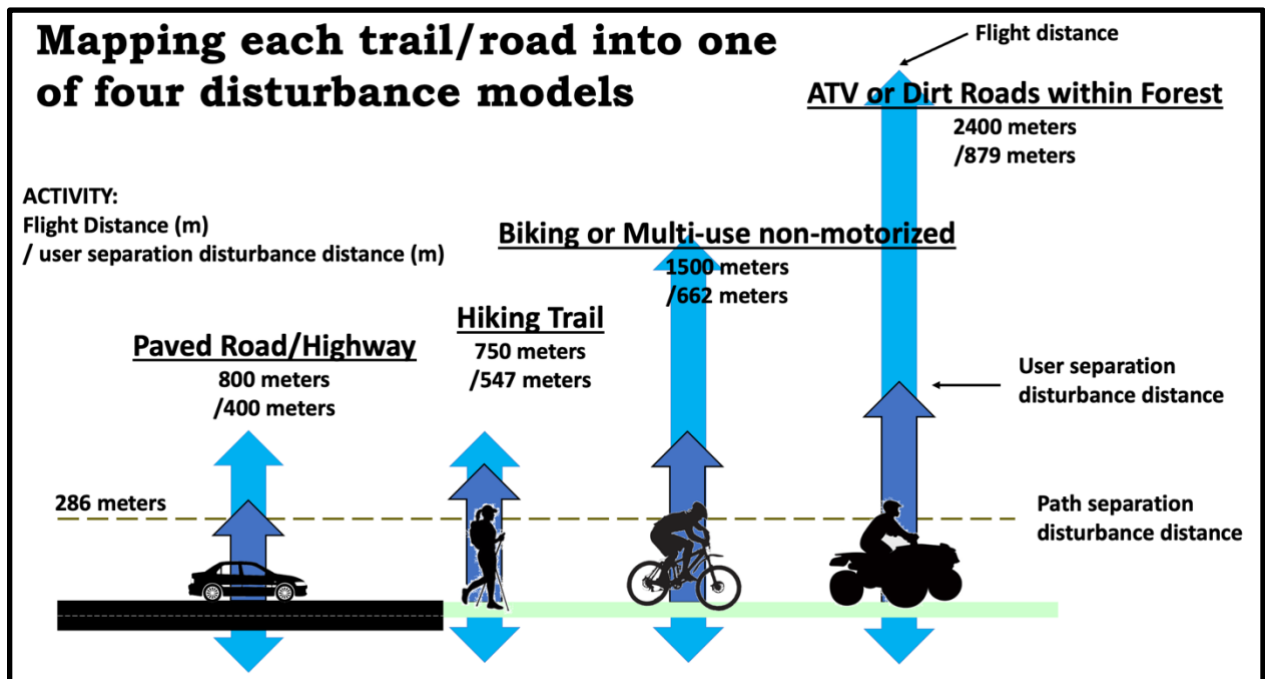 Mapping each trail/road into one
of four disturbance models
Flight distance
ATV or Dirt Roads within Forest
2400 meters
/879 meters
ACTIVITY:
Flight Distance (m)
/ user separation disturbance distance (m)
Biking or Multi-use non-motorized
1500 meters
/662 meters
Hiking Trail
750 meters
/547 meters
Paved Road/Highway
800 meters
/400 meters
User separation
disturbance distance
286 meters
Path separation
disturbance distance